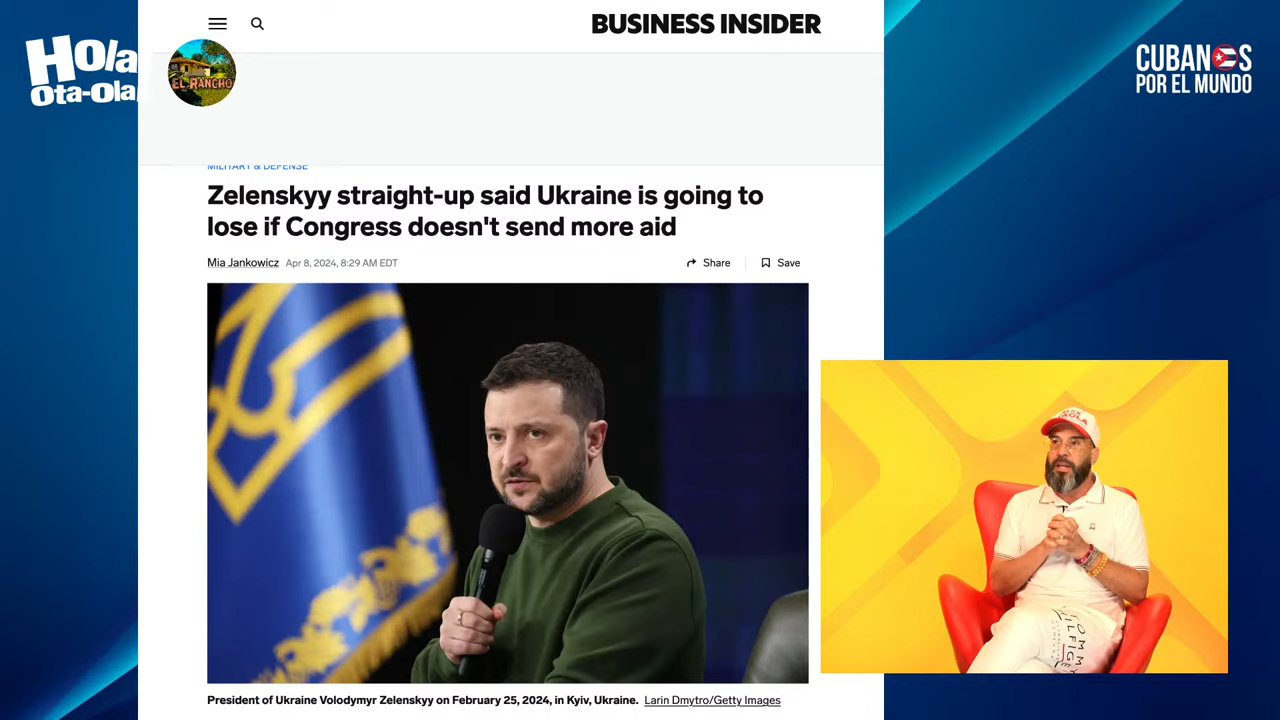 Hola
Ota-Ola
EL RANCHO
BUSINESS INSIDER
CUBANOS
POR EL MUNDO
MILITARY & DEFENSE
Zelenskyy straight-up said Ukraine is going to
lose if Congress doesn't send more aid
Mia Jankowicz Apr 8, 2024, 8:29 AM EDT
Share
Save
President of Ukraine Volodymyr Zelenskyy on February 25, 2024, in Kyiv, Ukraine. Larin Dmytro/Getty Images